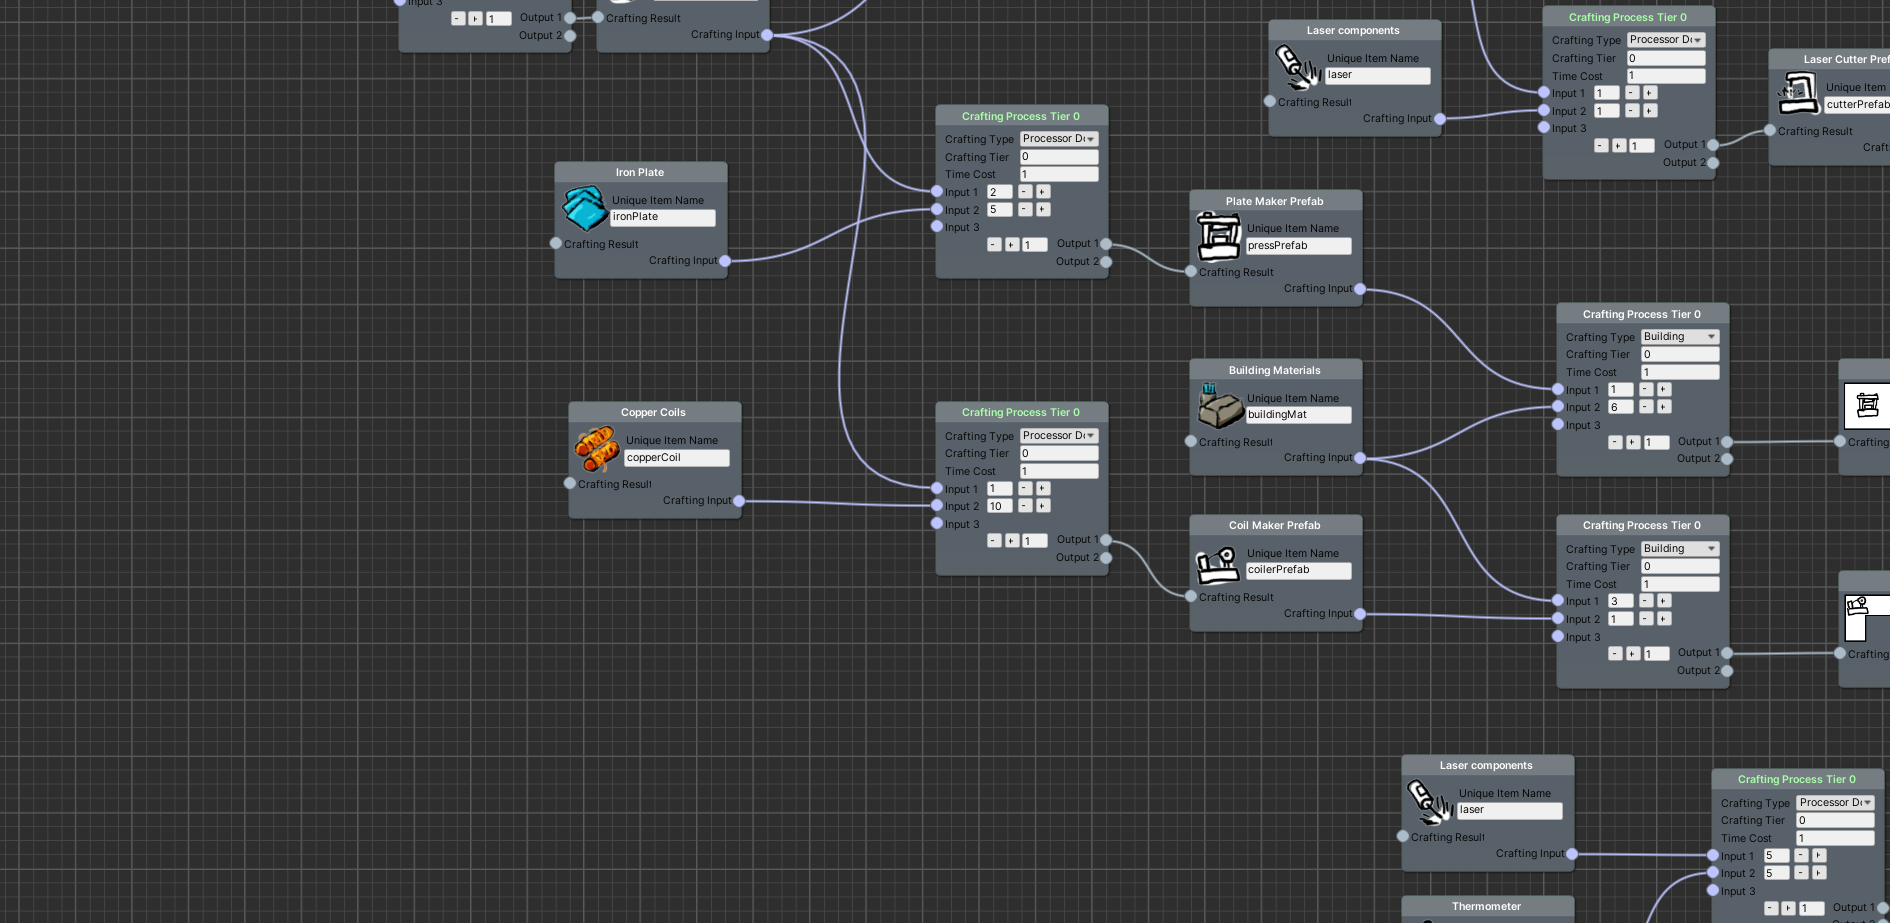 Input 3
- + 1 Output 1
Output 2
Crafting Result
Crafting Input
Laser components
Unique Item Name
laser
Crafting Result
Crafting Input
Crafting Process Tier 0
Crafting Type Processor D
Crafting Tier 0
Time Cost 1
Input 1 1 - +
Input 2 1 - +
Input 3
- + 1 Output 1
Output 2
Laser Cutter Pref
Unique Item
cutterPrefab
Crafting Result
Craft
Crafting Process Tier 0
Crafting Type Processor D
Crafting Tier 0
Time Cost 1
Input 1 2 - +
Input 2 5 - +
Input 3
- + 1 Output 1
Output 2
Iron Plate
Unique Item Name
ironPlate
Crafting Result
Crafting Input
Plate Maker Prefab
Unique Item Name
pressPrefab
Crafting Result
Crafting Input
Crafting Process Tier 0
Crafting Type Building
Crafting Tier 0
Time Cost 1
Input 1 1 - +
Input 2 6 - +
Input 3
- + 1 Output 1
Output 2
Crafting
Building Materials
Unique Item Name
buildingMat
Crafting Result
Crafting Input
Copper Coils
Unique Item Name
copperCoil
Crafting Result
Crafting Input
Crafting Process Tier 0
Crafting Type Processor D
Crafting Tier 0
Time Cost 1
Input 1 1 - +
Input 2 10 - +
Input 3
- + 1 Output 1
Output 2
Coil Maker Prefab
Unique Item Name
coilerPrefab
Crafting Result
Crafting Input
Crafting Process Tier 0
Crafting Type Building
Crafting Tier 0
Time Cost 1
Input 1 3 - +
Input 2 1 - +
Input 3
- + 1 Output 1
Output 2
Crafting
Laser components
Unique Item Name
laser
Crafting Result
Crafting Input
Crafting Process Tier 0
Crafting Type Processor D
Crafting Tier 0
Time Cost 1
Input 1 5 - +
Input 2 5 - +
Input 3
- + 1 Output 1
Thermometer